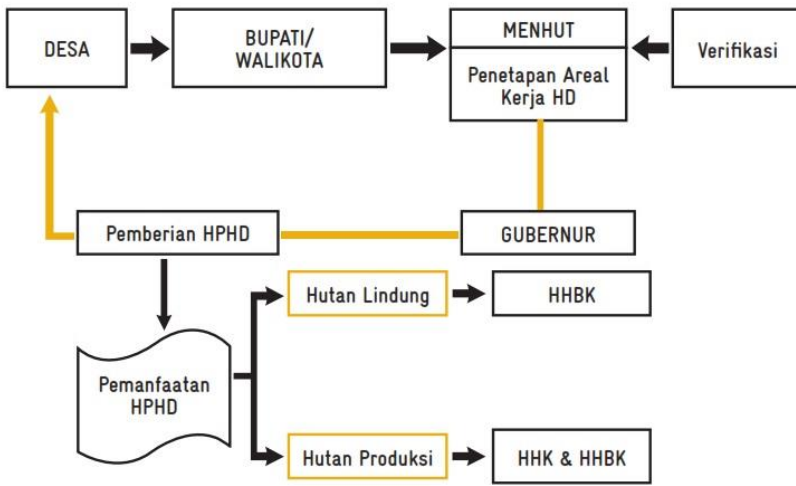 DESA
BUPATI/
WALIKOTA
MENHUT
Penetapan Areal
Kerja HD
Verifikasi
Pemberian HPHD
GUBERNUR
Hutan Lindung
HHBK
Pemanfaatan
HPHD
Hutan Produksi
HHK & HHBK